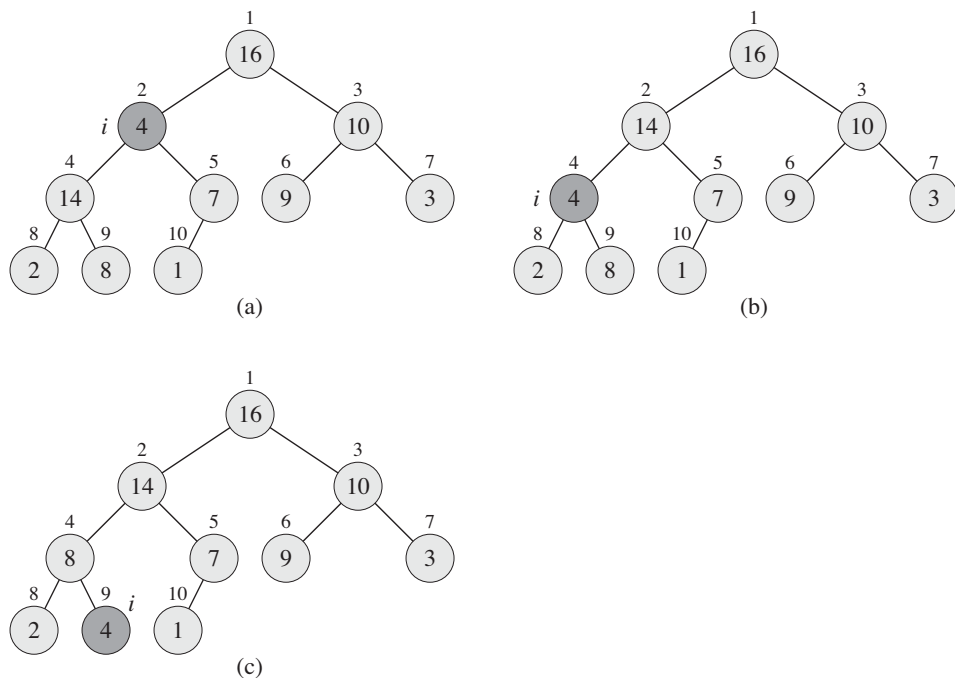 1 1
16 16
2 3 2 3
i 4 10 14 10
4 5 6 7 4 5 6 7
14 7 9 3 i 4 7 9 3
8 9 10 8 9 10
2 8 1 2 8 1
(a) (b)
1
16
2 3
14 10
4 5 6 7
8 7 9 3
8 9 i 10
2 4 1
(c)